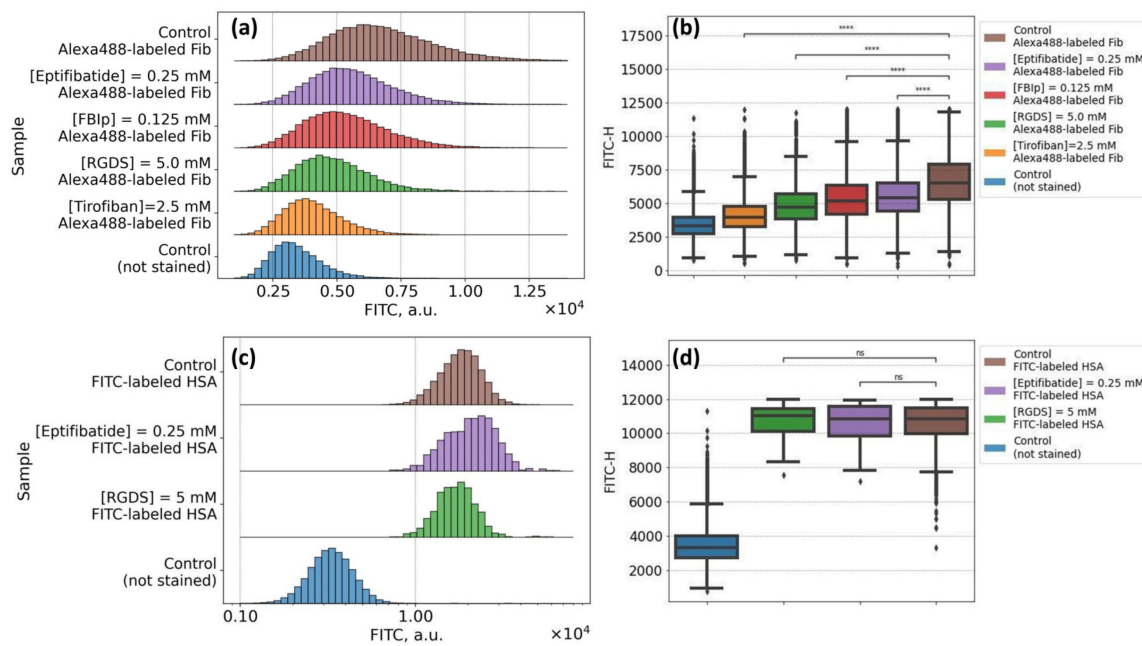 (a)
Sample
Control
Alexa488-labeled Fib
[Eptifibatide] = 0.25 mM
Alexa488-labeled Fib
[FBIp] = 0.125 mM
Alexa488-labeled Fib
[RGDS] = 5.0 mM
Alexa488-labeled Fib
[Tirofiban]=2.5 mM
Alexa488-labeled Fib
Control
(not stained)
0.25 0.50 0.75 1.00 1.25
FITC, a.u.
×10⁴
(b)
FITC-H
17500
15000
12500
10000
7500
5000
2500
0
****
****
****
****
Control
Alexa488-labeled Fib
[Eptifibatide] = 0.25 mM
Alexa488-labeled Fib
[FBIp] = 0.125 mM
Alexa488-labeled Fib
[RGDS] = 5.0 mM
Alexa488-labeled Fib
[Tirofiban]=2.5 mM
Alexa488-labeled Fib
Control
(not stained)
(c)
Sample
Control
FITC-labeled HSA
[Eptifibatide] = 0.25 mM
FITC-labeled HSA
[RGDS] = 5 mM
FITC-labeled HSA
Control
(not stained)
0.10 1.00
FITC, a.u.
×10⁴
(d)
FITC-H
14000
12000
10000
8000
6000
4000
2000
ns
ns
Control
FITC-labeled HSA
[Eptifibatide] = 0.25 mM
FITC-labeled HSA
[RGDS] = 5 mM
FITC-labeled HSA
Control
(not stained)